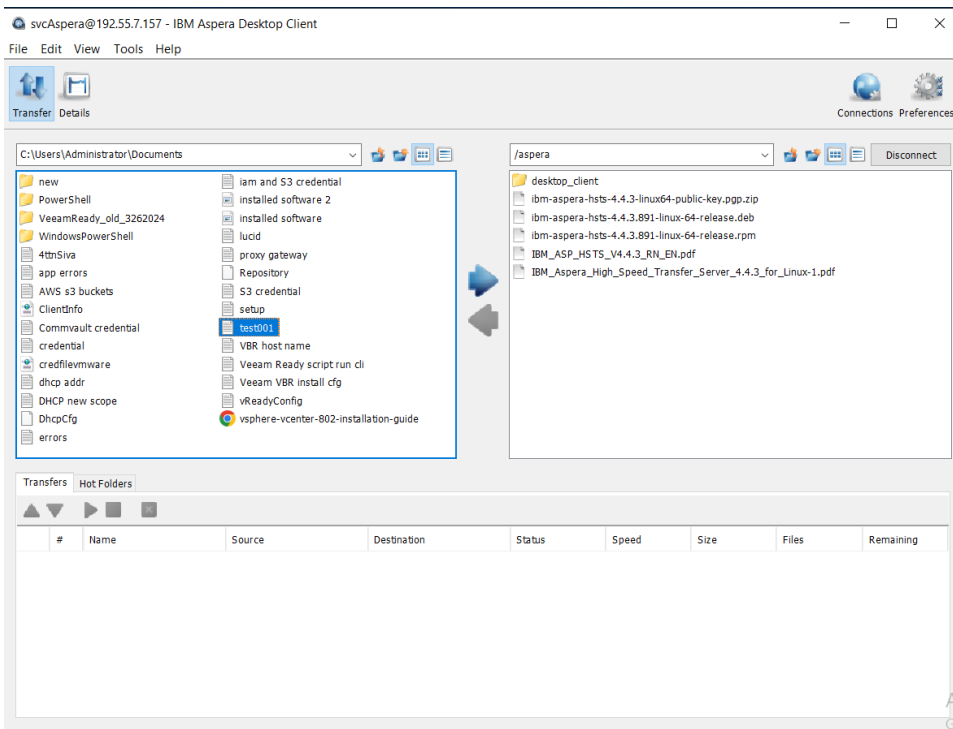 svcAspera@192.55.7.157 - IBM Aspera Desktop Client
File Edit View Tools Help
Transfer Details
Connections Preferences
C:\Users\Administrator\Documents
new
PowerShell
VeeamReady_old_3262024
WindowsPowerShell
4ttnSiva
app errors
AWS s3 buckets
ClientInfo
Commvault credential
credential
credfilevmware
dhcp addr
DHCP new scope
DhcpCfg
errors
iam and S3 credential
installed software 2
installed software
lucid
proxy gateway
Repository
S3 credential
setup
test001
VBR host name
Veeam Ready script run cli
Veeam VBR install cfg
vReadyConfig
vsphere-vcenter-802-installation-guide
/aspera
Disconnect
desktop_client
ibm-aspera-hsts-4.4.3-linux64-public-key.pgp.zip
ibm-aspera-hsts-4.4.3.891-linux-64-release.deb
ibm-aspera-hsts-4.4.3.891-linux-64-release.rpm
IBM_ASP_HSTS_V4.4.3_RN_EN.pdf
IBM_Aspera_High_Speed_Transfer_Server_4.4.3_for_Linux-1.pdf
Transfers Hot Folders
# Name Source Destination Status Speed Size Files Remaining